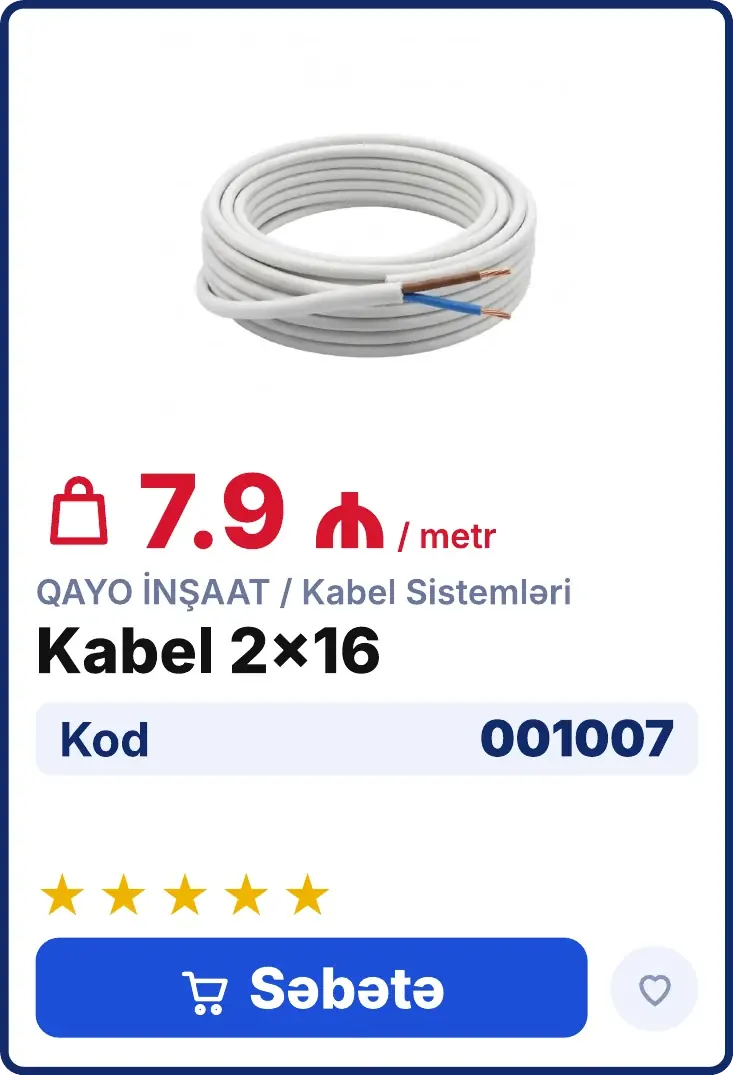 7.9 ₼ / metr
QAYO İNŞAAT / Kabel Sistemləri
Kabel 2×16
Kod 001007
Səbətə